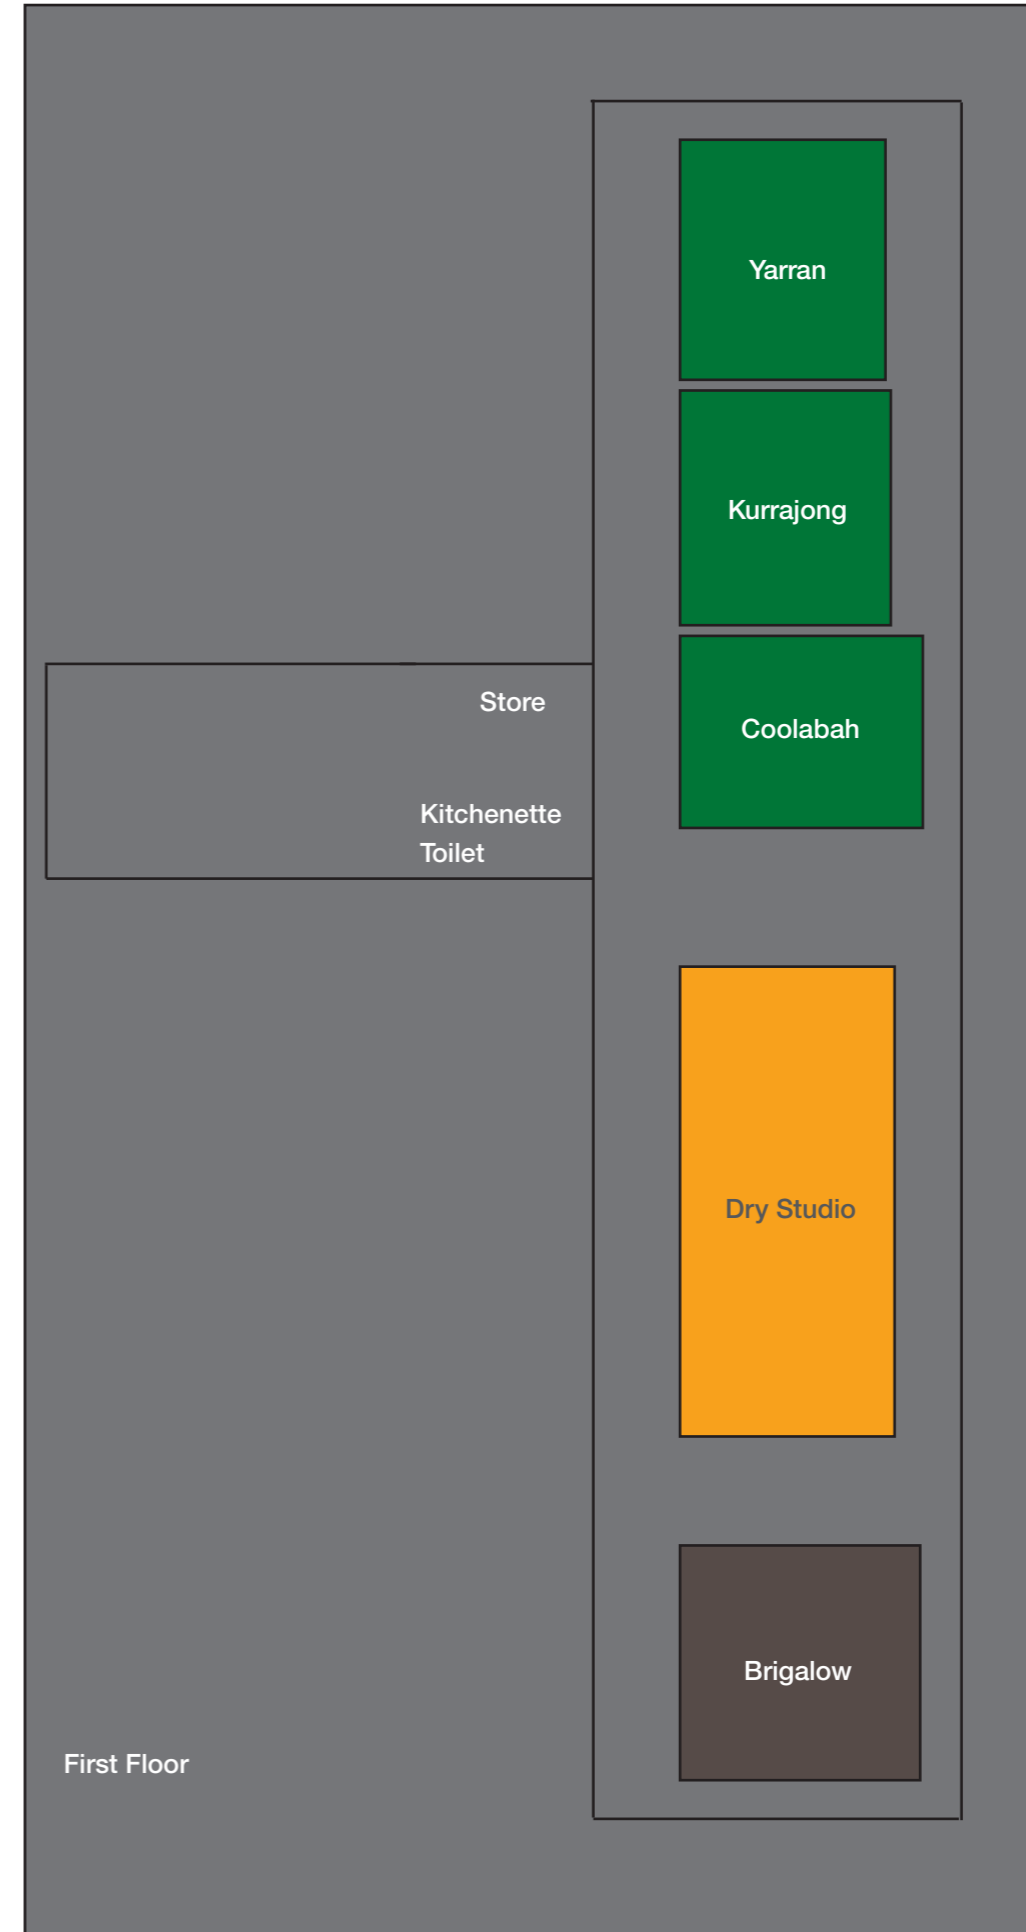 Yarran
Kurrajong
Store
Coolabah
Kitchenette
Toilet
Dry Studio
Brigalow
First Floor